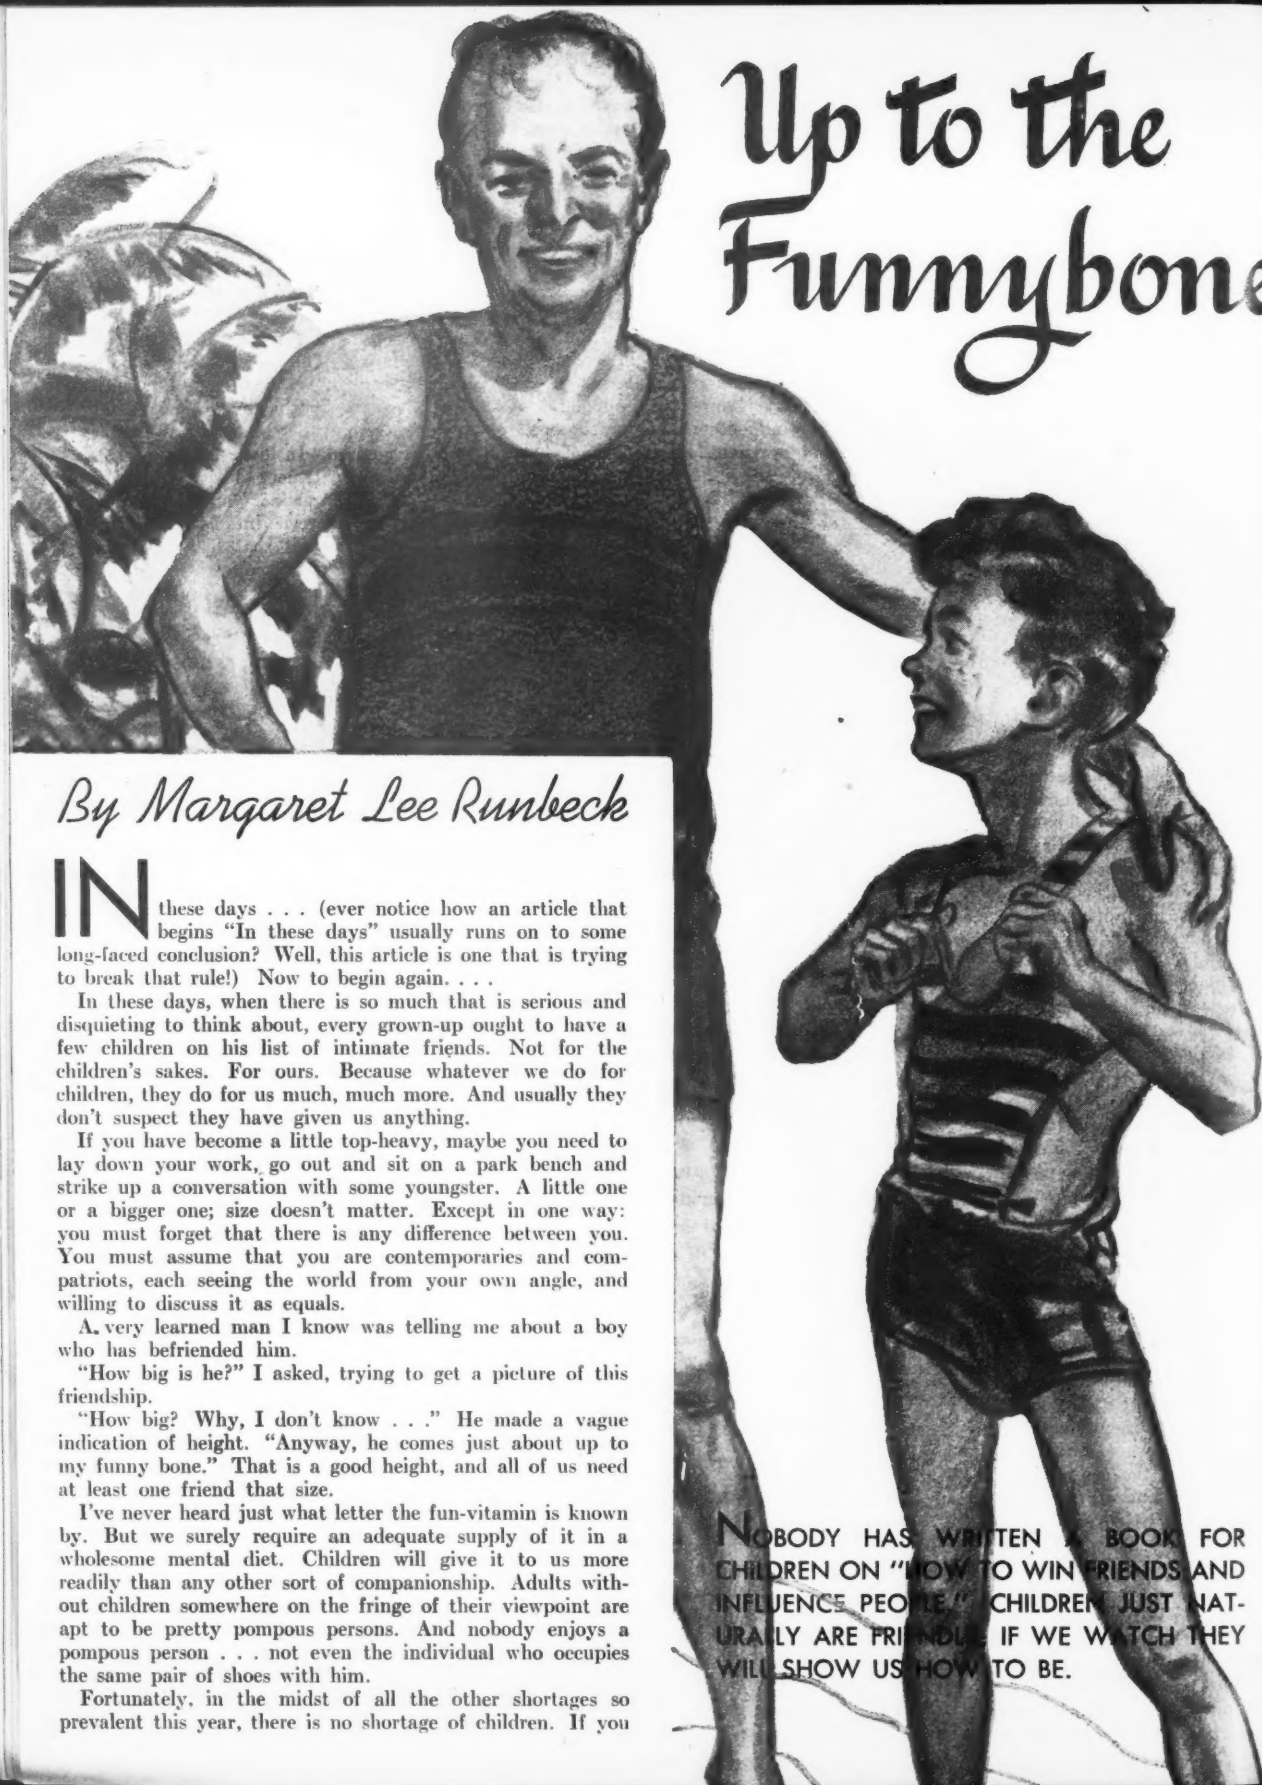 Up to the
Funnybone
By Margaret Lee Runbeck
IN these days . . . (ever notice how an article that
begins “In these days” usually runs on to some
long-faced conclusion? Well, this article is one that is trying
to break that rule!) Now to begin again. . . .
In these days, when there is so much that is serious and
disquieting to think about, every grown-up ought to have a
few children on his list of intimate friends. Not for the
children’s sakes. For ours. Because whatever we do for
children, they do for us much, much more. And usually they
don’t suspect they have given us anything.
If you have become a little top-heavy, maybe you need to
lay down your work, go out and sit on a park bench and
strike up a conversation with some youngster. A little one
or a bigger one; size doesn’t matter. Except in one way:
you must forget that there is any difference between you.
You must assume that you are contemporaries and com-
patriots, each seeing the world from your own angle, and
willing to discuss it as equals.
A very learned man I know was telling me about a boy
who has befriended him.
“How big is he?” I asked, trying to get a picture of this
friendship.
“How big? Why, I don’t know . . .” He made a vague
indication of height. “Anyway, he comes just about up to
my funny bone.” That is a good height, and all of us need
at least one friend that size.
I’ve never heard just what letter the fun-vitamin is known
by. But we surely require an adequate supply of it in a
wholesome mental diet. Children will give it to us more
readily than any other sort of companionship. Adults with-
out children somewhere on the fringe of their viewpoint are
apt to be pretty pompous persons. And nobody enjoys a
pompous person . . . not even the individual who occupies
the same pair of shoes with him.
Fortunately, in the midst of all the other shortages so
prevalent this year, there is no shortage of children. If you
NOBODY HAS WRITTEN A BOOK FOR
CHILDREN ON “HOW TO WIN FRIENDS AND
INFLUENCE PEOPLE.” CHILDREN JUST NAT-
URALLY ARE FRIENDLY. IF WE WATCH THEY
WILL SHOW US HOW TO BE.